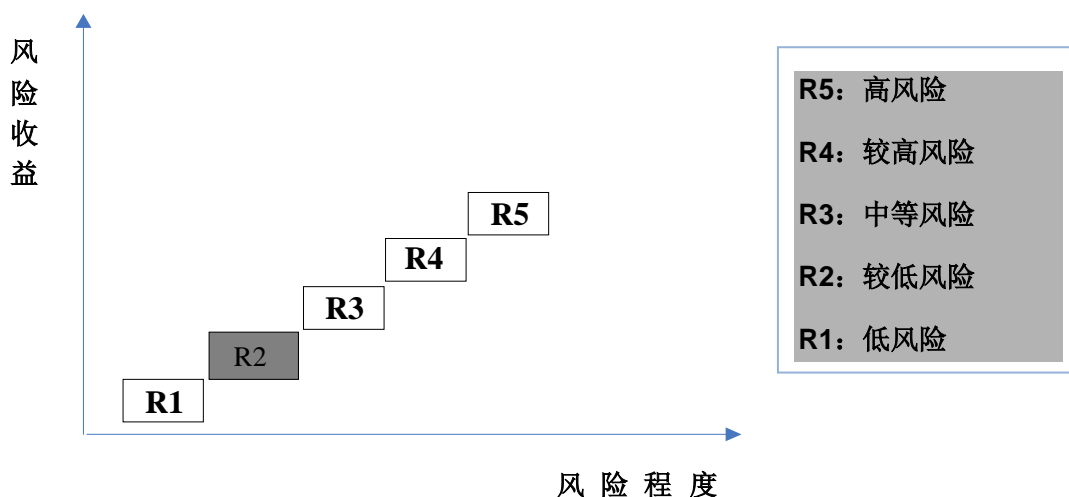 风险收益
R5：高风险
R4：较高风险
R3：中等风险
R2：较低风险
R1：低风险
R5
R4
R3
R2
R1
风 险 程 度